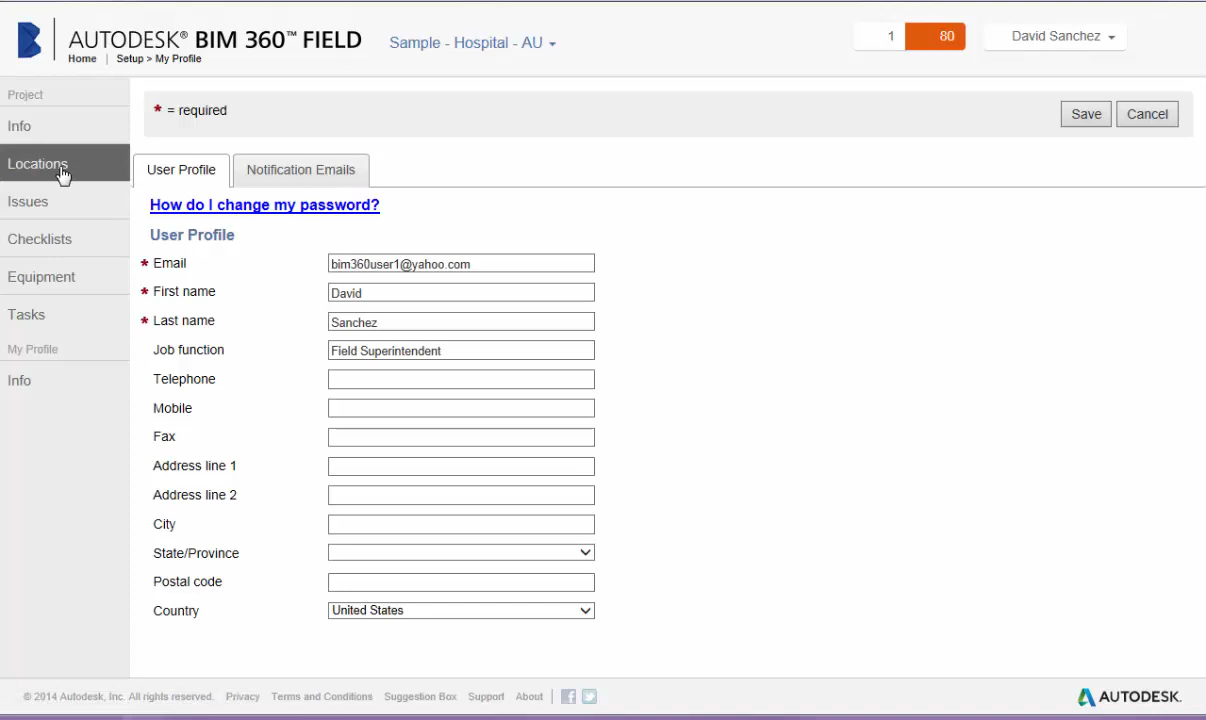 AUTODESK® BIM 360™ FIELD
Sample - Hospital - AU
1
80
David Sanchez
Home | Setup > My Profile
Project
Info
Locations
Issues
Checklists
Equipment
Tasks
My Profile
Info
* = required
Save
Cancel
User Profile
Notification Emails
How do I change my password?
User Profile
* Email bim360user1@yahoo.com
* First name David
* Last name Sanchez
Job function Field Superintendent
Telephone
Mobile
Fax
Address line 1
Address line 2
City
State/Province
Postal code
Country United States
© 2014 Autodesk, Inc. All rights reserved. Privacy Terms and Conditions Suggestion Box Support About |
AUTODESK.